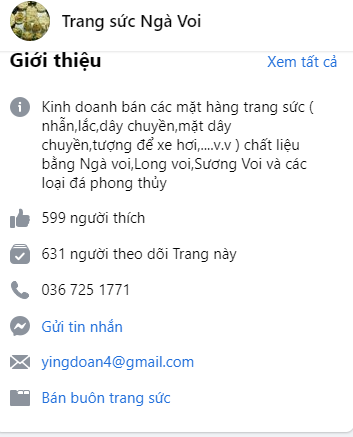 Trang sức Ngà Voi
Giới thiệu
Xem tất cả
Kinh doanh bán các mặt hàng trang sức (
nhẫn,lắc,dây chuyền,mặt dây
chuyền,tượng để xe hơi,....v.v ) chất liệu
bằng Ngà voi,Long voi,Sương Voi và các
loại đá phong thủy
599 người thích
631 người theo dõi Trang này
036 725 1771
Gửi tin nhắn
yingdoan4@gmail.com
Bán buôn trang sức